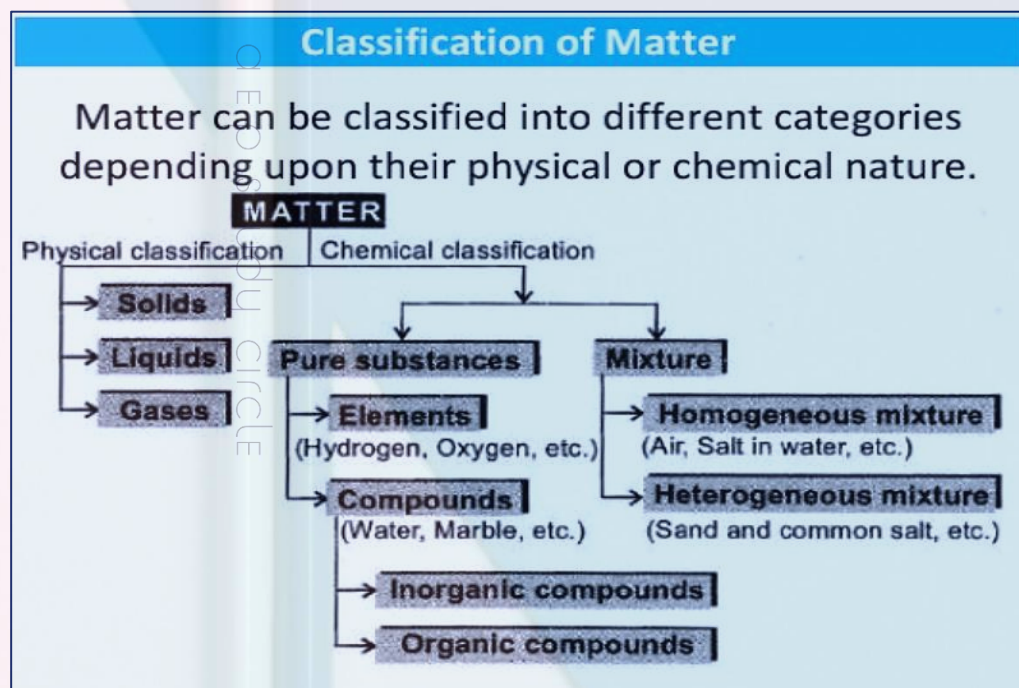 Classification of Matter
Matter can be classified into different categories
depending upon their physical or chemical nature.
MATTER
Physical classification
Chemical classification
Solids
Liquids
Gases
Pure substances
Elements
(Hydrogen, Oxygen, etc.)
Compounds
(Water, Marble, etc.)
Inorganic compounds
Organic compounds
Mixture
Homogeneous mixture
(Air, Salt in water, etc.)
Heterogeneous mixture
(Sand and common salt, etc.)
CIRCLE